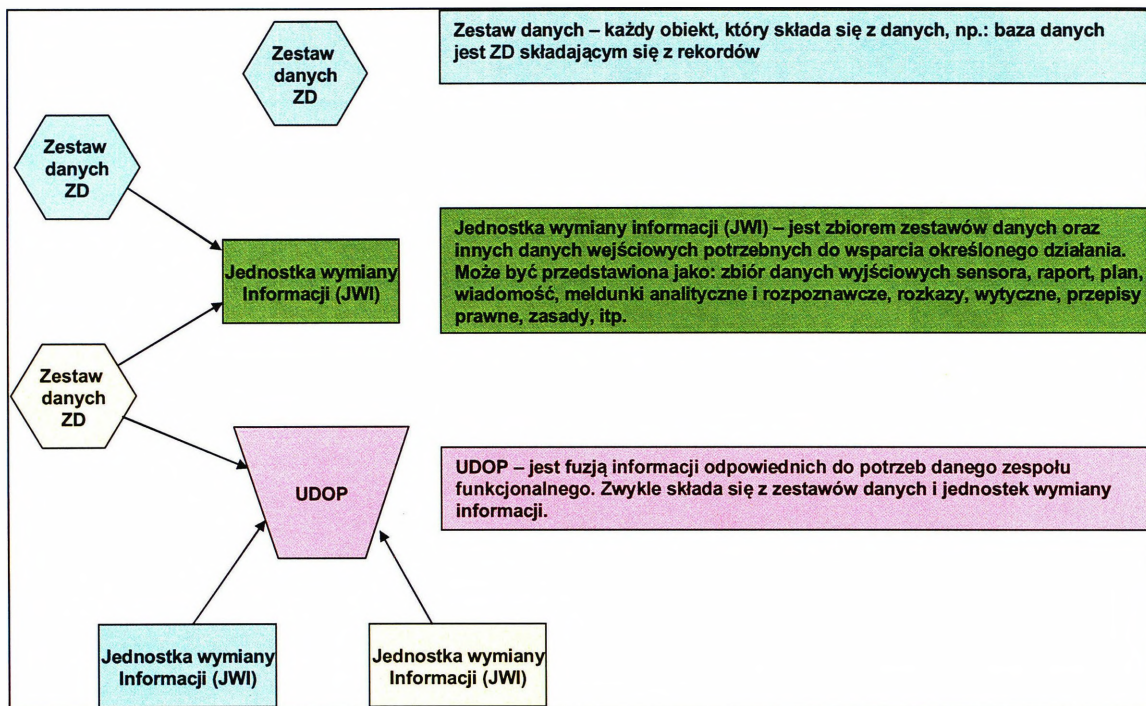 Zestaw danych – każdy obiekt, który składa się z danych, np.: baza danych
jest ZD składającym się z rekordów
Zestaw
danych
ZD
Zestaw
danych
ZD
Jednostka wymiany informacji (JWI) – jest zbiorem zestawów danych oraz
innych danych wejściowych potrzebnych do wsparcia określonego działania.
Może być przedstawiona jako: zbiór danych wyjściowych sensora, raport, plan,
wiadomość, meldunki analityczne i rozpoznawcze, rozkazy, wytyczne, przepisy
prawne, zasady, itp.
Jednostka wymiany
Informacji (JWI)
Zestaw
danych
ZD
UDOP – jest fuzją informacji odpowiednich do potrzeb danego zespołu
funkcjonalnego. Zwykle składa się z zestawów danych i jednostek wymiany
informacji.
UDOP
Jednostka wymiany
Informacji (JWI)
Jednostka wymiany
Informacji (JWI)